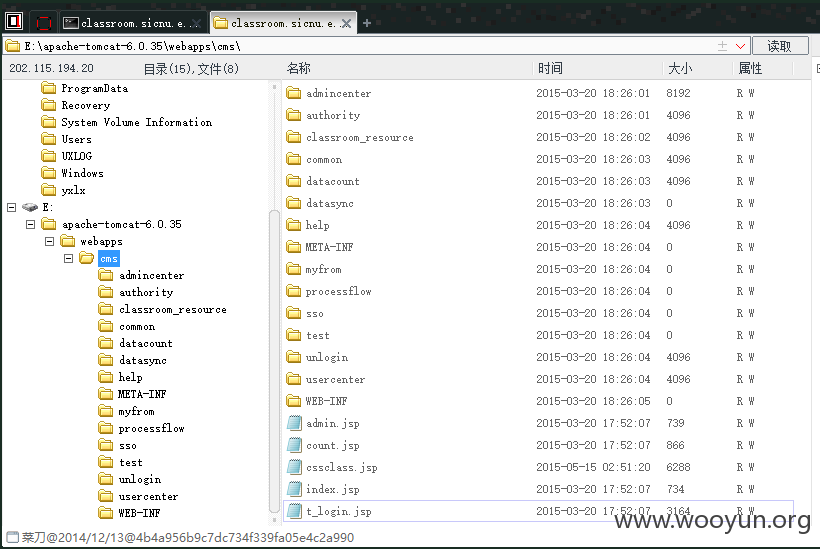 classroom.sicnu.e...
classroom.sicnu.e...
E:\apache-tomcat-6.0.35\webapps\cms\
读取
202.115.194.20 目录(15),文件(8) 名称 时间 大小 属性
ProgramData
Recovery
System Volume Information
Users
UXLOG
Windows
yxlx
E:
apache-tomcat-6.0.35
webapps
cms
admincenter
authority
classroom_resource
common
datacount
datasync
help
META-INF
myfrom
processflow
sso
test
unlogin
usercenter
WEB-INF
admincenter 2015-03-20 18:26:01 8192 R W
authority 2015-03-20 18:26:01 4096 R W
classroom_resource 2015-03-20 18:26:02 4096 R W
common 2015-03-20 18:26:03 4096 R W
datacount 2015-03-20 18:26:03 4096 R W
datasync 2015-03-20 18:26:03 0 R W
help 2015-03-20 18:26:04 4096 R W
META-INF 2015-03-20 18:26:04 0 R W
myfrom 2015-03-20 18:26:04 0 R W
processflow 2015-03-20 18:26:04 0 R W
sso 2015-03-20 18:26:04 0 R W
test 2015-03-20 18:26:04 0 R W
unlogin 2015-03-20 18:26:04 4096 R W
usercenter 2015-03-20 18:26:04 4096 R W
WEB-INF 2015-03-20 18:26:05 0 R W
admin.jsp 2015-03-20 17:52:07 739 R W
count.jsp 2015-03-20 17:52:07 866 R W
cssclass.jsp 2015-05-15 02:51:20 6288 R W
index.jsp 2015-03-20 17:52:07 734 R W
t_login.jsp 2015-03-20 17:52:07 3164 R W
www.wooyun.org
菜刀@2014/12/13@4b4a956b9c7dc734f339fa05e4c2a990